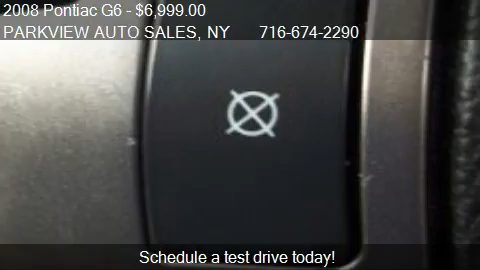 2008 Pontiac G6 - $6,999.00
PARKVIEW AUTO SALES, NY 716-674-2290
Schedule a test drive today!